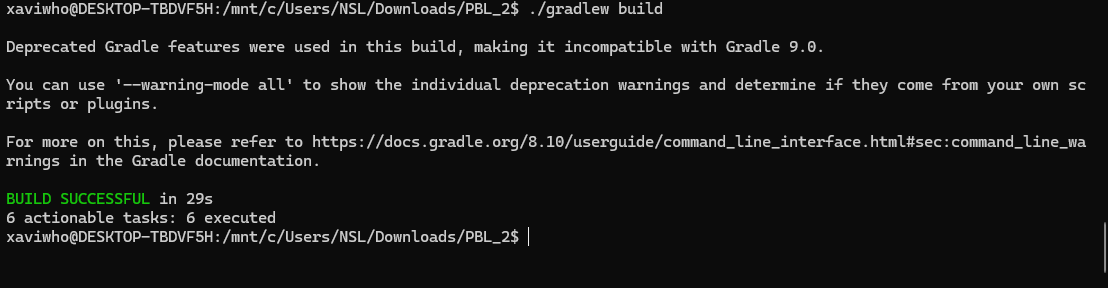 xaviwho@DESKTOP-TBDVF5H:/mnt/c/Users/NSL/Downloads/PBL_2$ ./gradlew build
Deprecated Gradle features were used in this build, making it incompatible with Gradle 9.0.
You can use '--warning-mode all' to show the individual deprecation warnings and determine if they come from your own sc
ripts or plugins.
For more on this, please refer to https://docs.gradle.org/8.10/userguide/command_line_interface.html#sec:command_line_wa
rnings in the Gradle documentation.
BUILD SUCCESSFUL in 29s
6 actionable tasks: 6 executed
xaviwho@DESKTOP-TBDVF5H:/mnt/c/Users/NSL/Downloads/PBL_2$